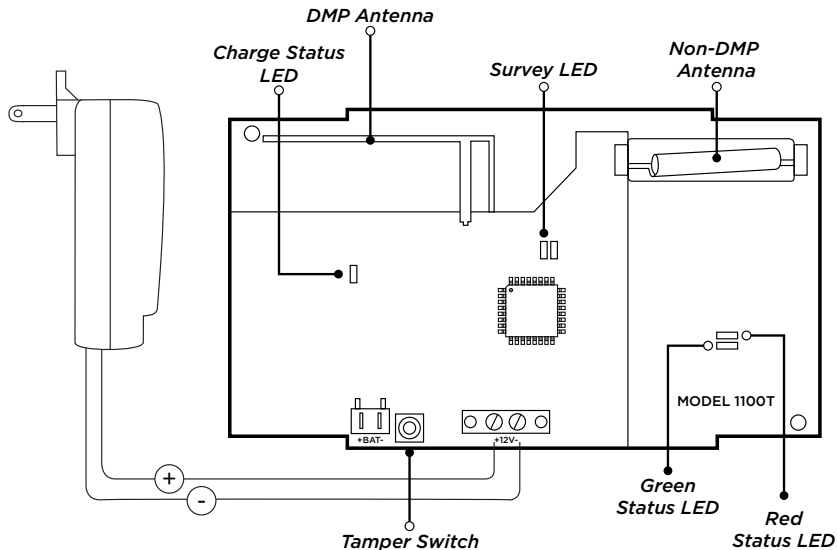 DMP Antenna
Charge Status
LED
Survey LED
Non-DMP
Antenna
MODEL 1100T
+BAT-
+12V-
+
-
Green
Status LED
Red
Status LED
Tamper Switch